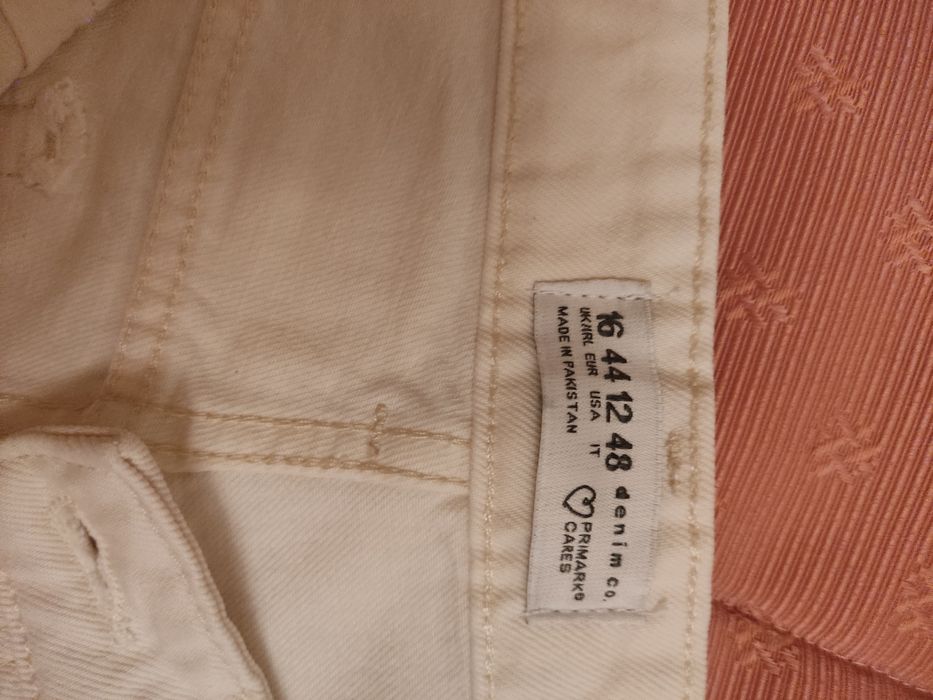 denim co.
16 44 12 48
UK/IRL EUR USA IT
MADE IN PAKISTAN
PRIMARK®
CARES